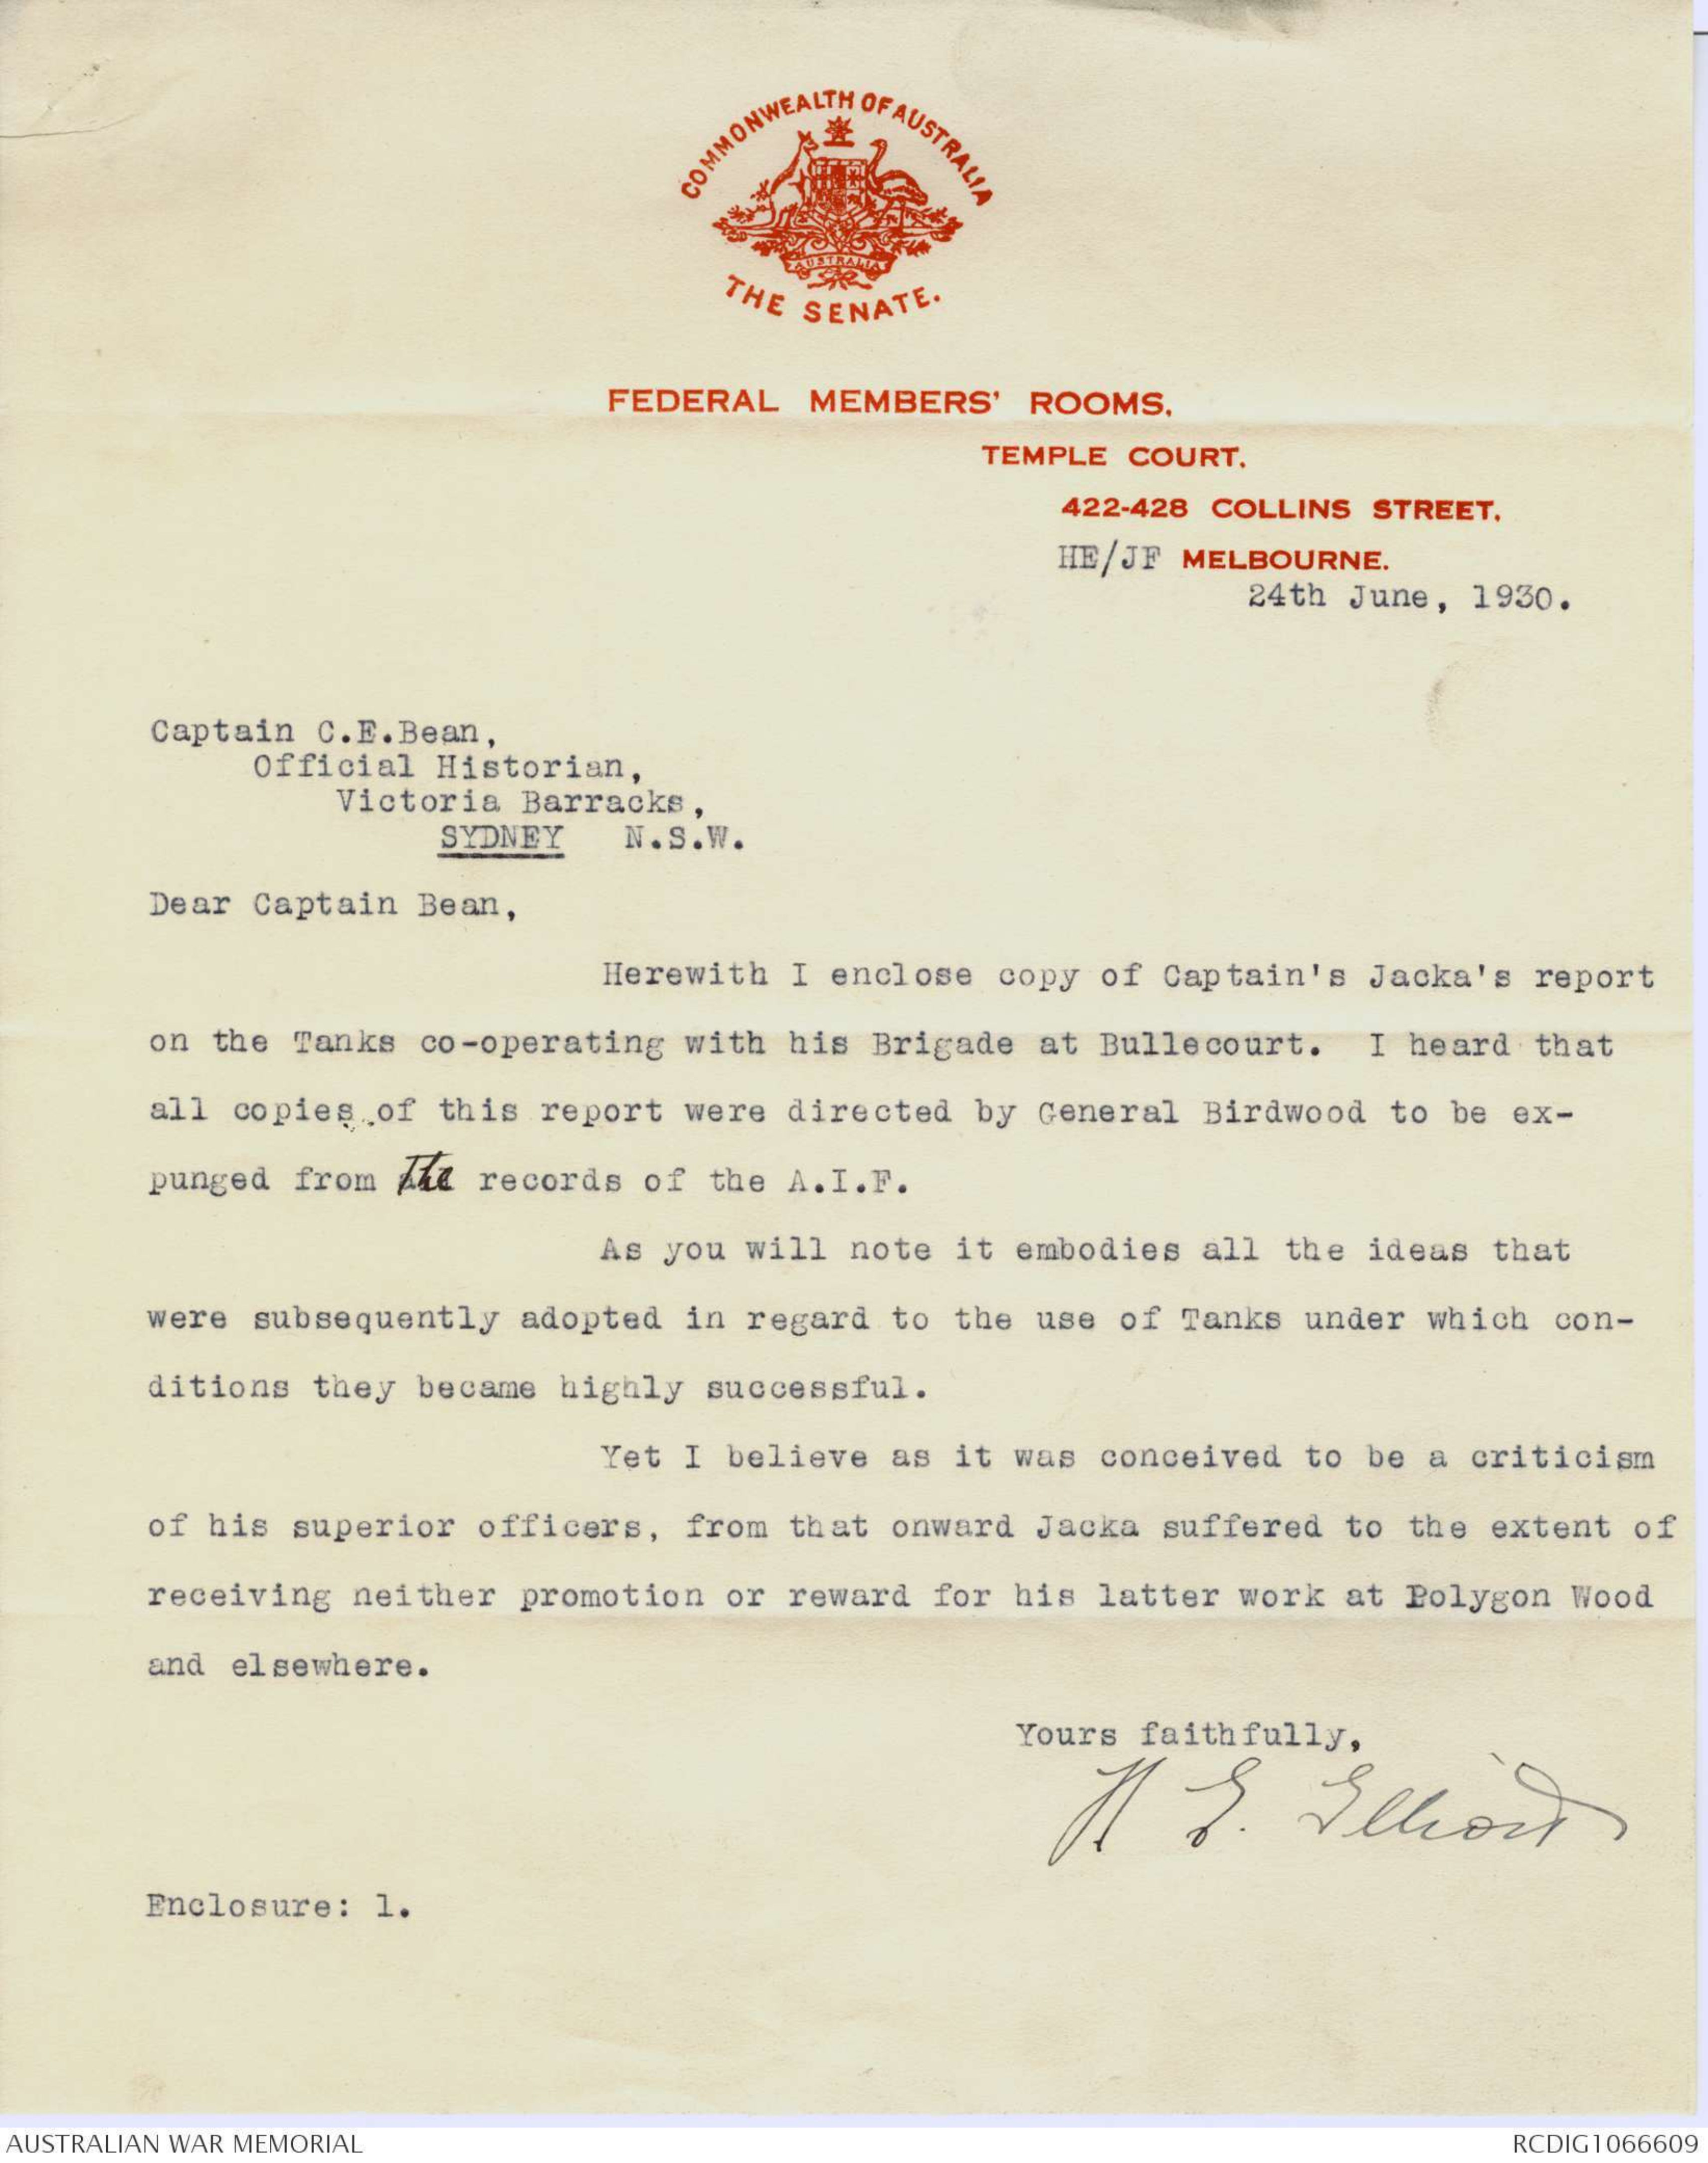 COMMONWEALTH OF AUSTRALIA
AUSTRALIA
THE SENATE.
FEDERAL MEMBERS' ROOMS,
TEMPLE COURT,
422-428 COLLINS STREET,
HE/JF MELBOURNE.
24th June, 1930.
Captain C.E.Bean,
Official Historian,
Victoria Barracks,
SYDNEY N.S.W.
Dear Captain Bean,
Herewith I enclose copy of Captain's Jacka's report
on the Tanks co-operating with his Brigade at Bullecourt. I heard that
all copies of this report were directed by General Birdwood to be ex-
punged from the records of the A.I.F.
As you will note it embodies all the ideas that
were subsequently adopted in regard to the use of Tanks under which con-
ditions they became highly successful.
Yet I believe as it was conceived to be a criticism
of his superior officers, from that onward Jacka suffered to the extent of
receiving neither promotion or reward for his latter work at Polygon Wood
and elsewhere.
Yours faithfully,
H E. Elliott
Enclosure: 1.
AUSTRALIAN WAR MEMORIAL
RCDIG1066609